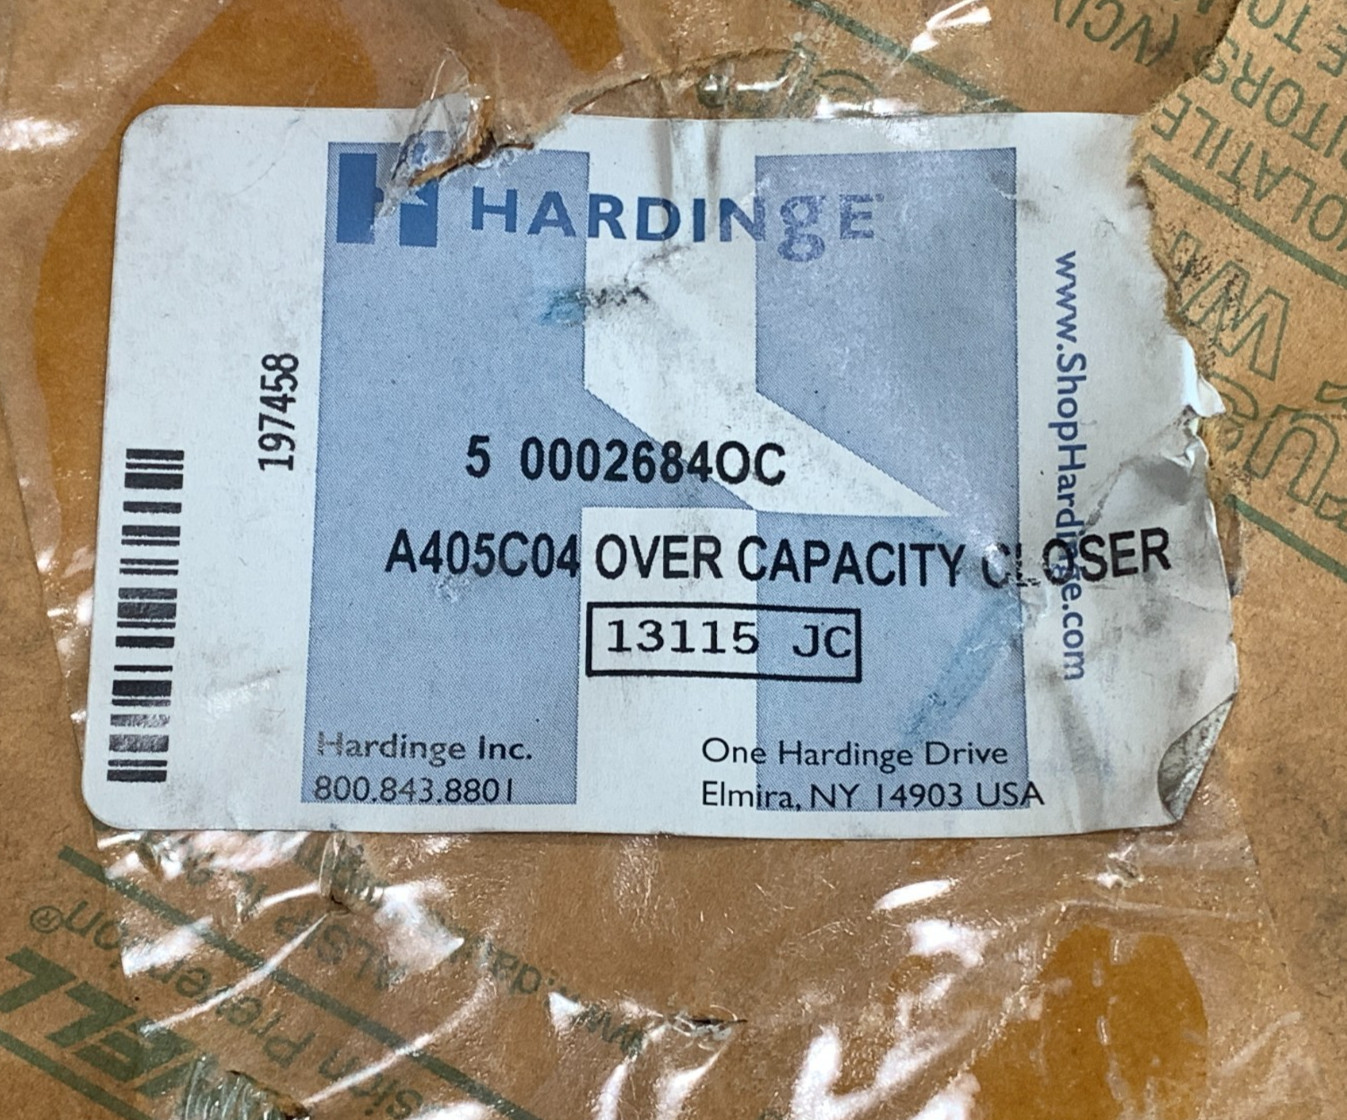 HARDINgE
197458
www.ShopHardinge.com
5 0002684OC
A405C04 OVER CAPACITY CLOSER
13115 JC
Hardinge Inc.
800.843.8801
One Hardinge Drive
Elmira, NY 14903 USA
(VCI)